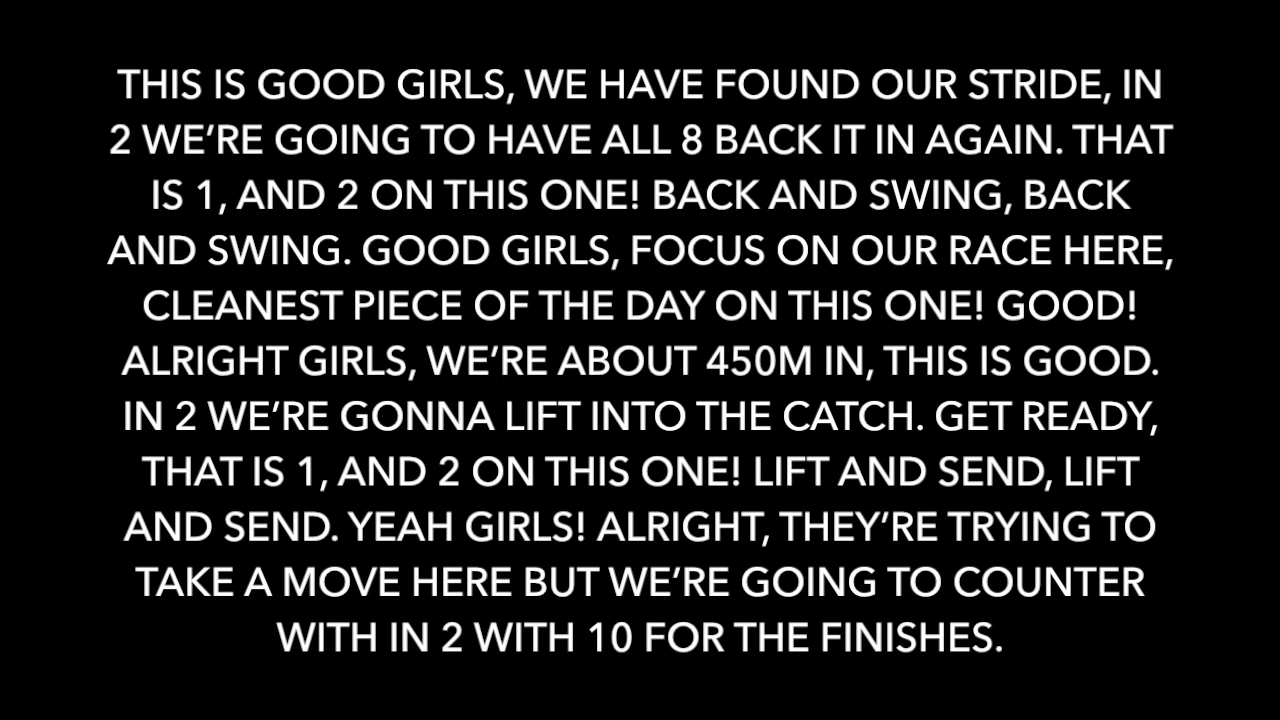 THIS IS GOOD GIRLS, WE HAVE FOUND OUR STRIDE, IN
2 WE’RE GOING TO HAVE ALL 8 BACK IT IN AGAIN. THAT
IS 1, AND 2 ON THIS ONE! BACK AND SWING, BACK
AND SWING. GOOD GIRLS, FOCUS ON OUR RACE HERE,
CLEANEST PIECE OF THE DAY ON THIS ONE! GOOD!
ALRIGHT GIRLS, WE’RE ABOUT 450M IN, THIS IS GOOD.
IN 2 WE’RE GONNA LIFT INTO THE CATCH. GET READY,
THAT IS 1, AND 2 ON THIS ONE! LIFT AND SEND, LIFT
AND SEND. YEAH GIRLS! ALRIGHT, THEY’RE TRYING TO
TAKE A MOVE HERE BUT WE’RE GOING TO COUNTER
WITH IN 2 WITH 10 FOR THE FINISHES.